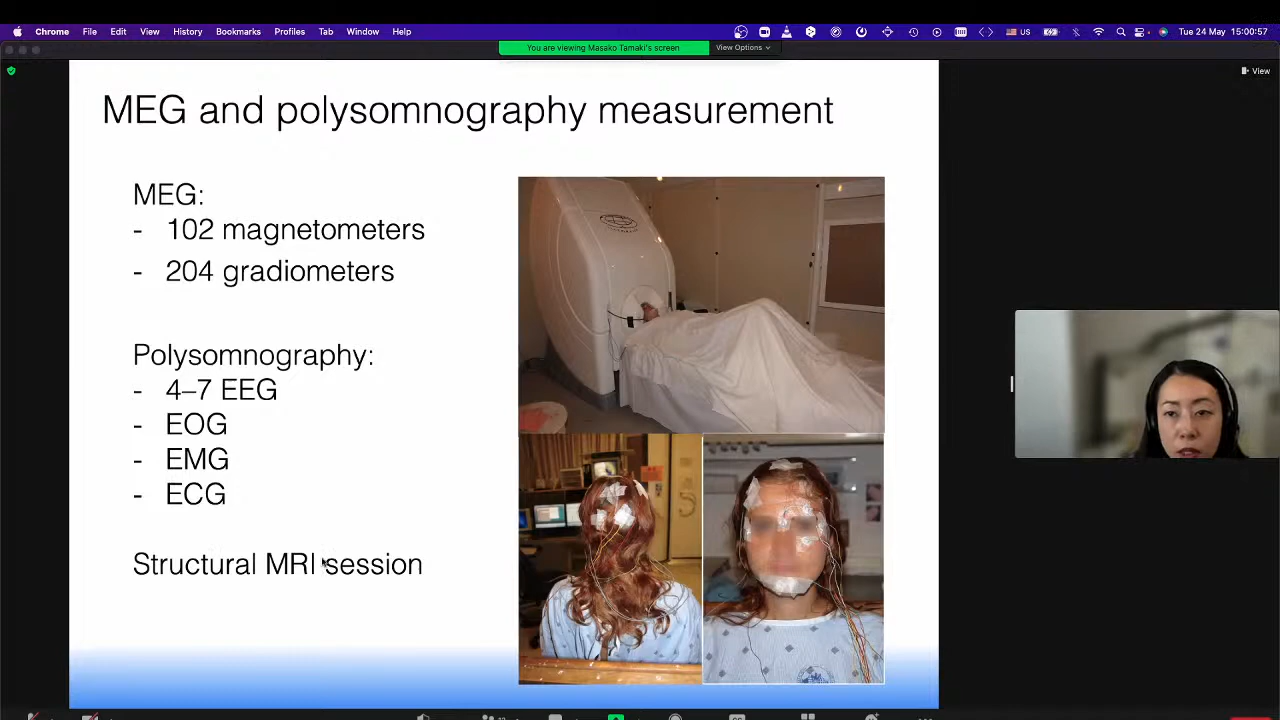 Chrome File Edit View History Bookmarks Profiles Tab Window Help US Tue 24 May 15:00:57
You are viewing Masako Tamaki's screen View Options
View
MEG and polysomnography measurement
MEG:
- 102 magnetometers
- 204 gradiometers
Polysomnography:
- 4–7 EEG
- EOG
- EMG
- ECG
Structural MRI session